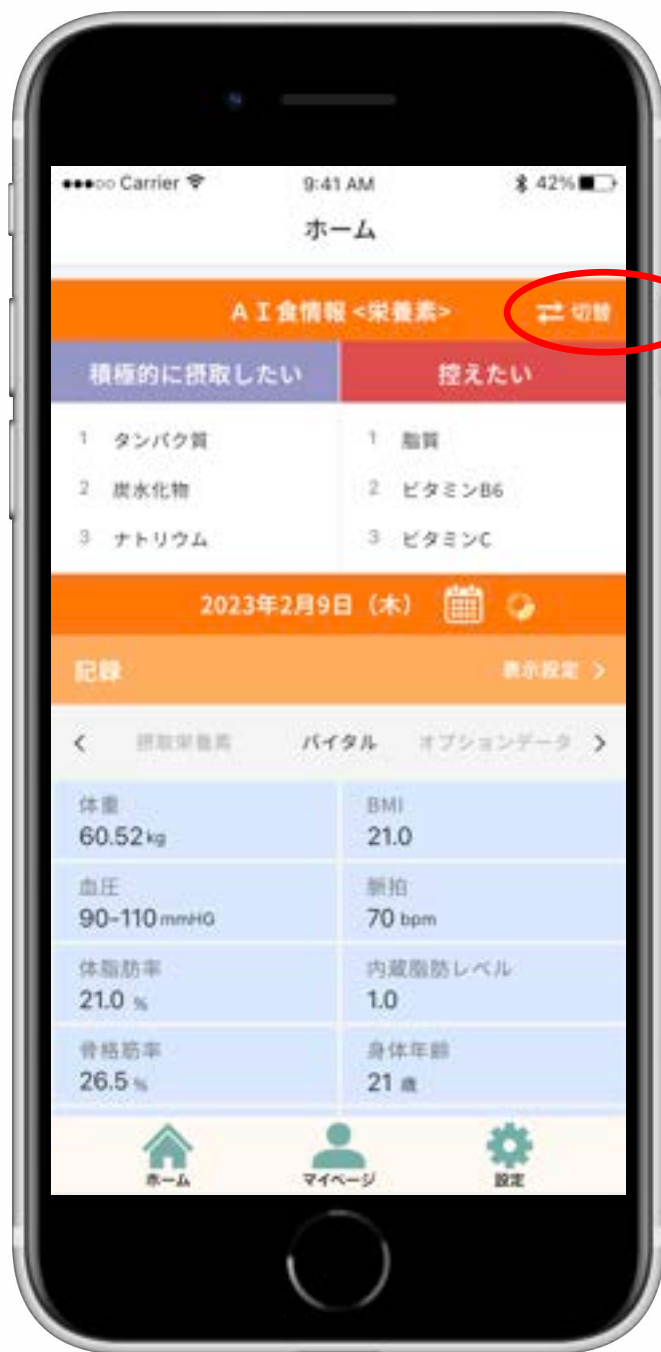 Carrier 9:41 AM 42%
ホーム
AI食情報 <栄養素> 切替
積極的に摂取したい 控えたい
1 タンパク質 1 脂質
2 炭水化物 2 ビタミンB6
3 ナトリウム 3 ビタミンC
2023年2月9日（木）
記録 表示設定 >
< 摂取栄養素 バイタル オプションデータ >
体重 BMI
60.52kg 21.0
血圧 脈拍
90-110mmHG 70 bpm
体脂肪率 内蔵脂肪レベル
21.0 % 1.0
骨格筋率 身体年齢
26.5 % 21 歳
ホーム マイページ 設定